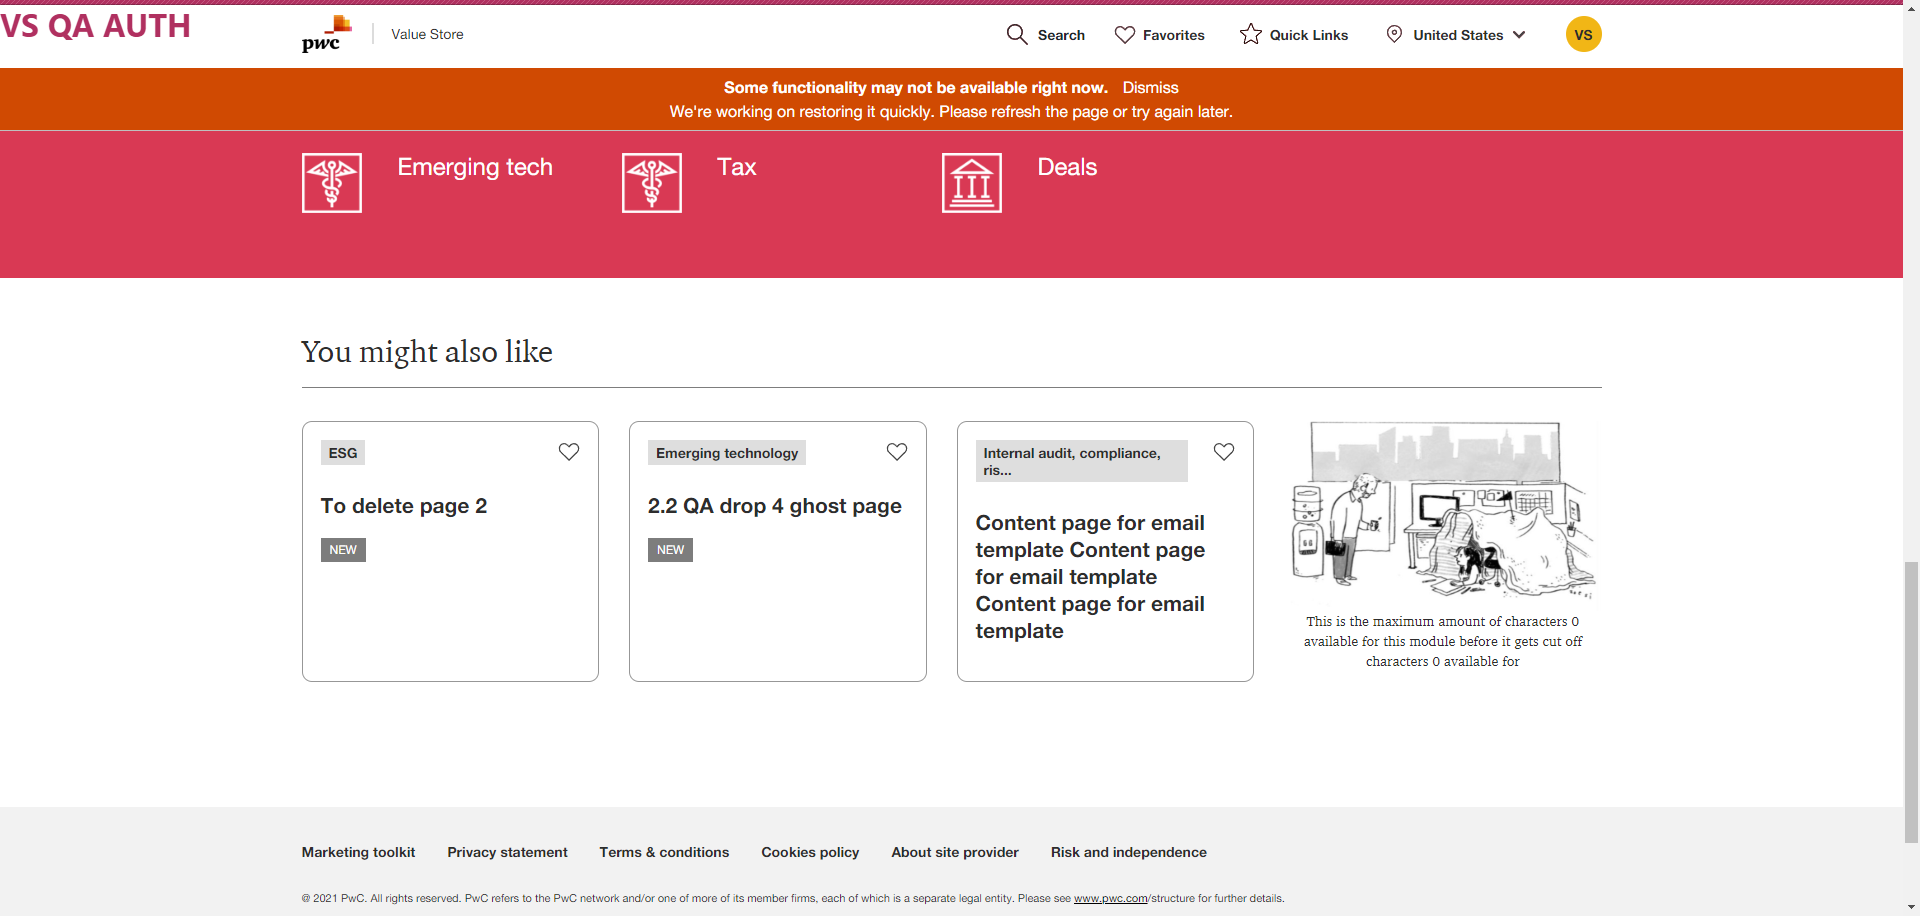 VS QA AUTH
pwc
Value Store
Search
Favorites
Quick Links
United States
VS
Some functionality may not be available right now. Dismiss
We're working on restoring it quickly. Please refresh the page or try again later.
Emerging tech
Tax
Deals
You might also like
ESG
To delete page 2
NEW
Emerging technology
2.2 QA drop 4 ghost page
NEW
Internal audit, compliance,
ris...
Content page for email
template Content page
for email template
Content page for email
template
This is the maximum amount of characters 0
available for this module before it gets cut off
characters 0 available for
Marketing toolkit
Privacy statement
Terms & conditions
Cookies policy
About site provider
Risk and independence
@ 2021 PwC. All rights reserved. PwC refers to the PwC network and/or one of more of its member firms, each of which is a separate legal entity. Please see www.pwc.com/structure for further details.